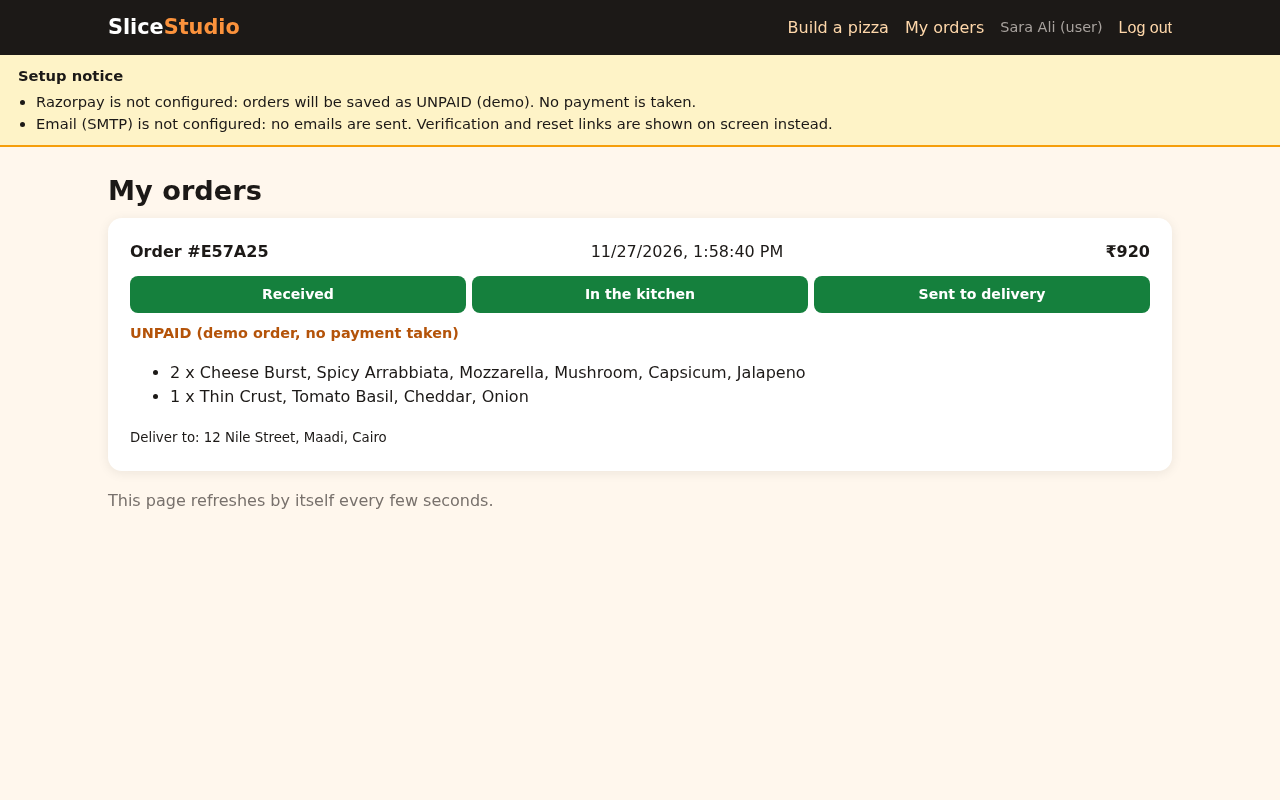 SliceStudio
Build a pizza My orders Sara Ali (user) Log out
Setup notice
• Razorpay is not configured: orders will be saved as UNPAID (demo). No payment is taken.
• Email (SMTP) is not configured: no emails are sent. Verification and reset links are shown on screen instead.
My orders
Order #E57A25 11/27/2026, 1:58:40 PM ₹920
Received In the kitchen Sent to delivery
UNPAID (demo order, no payment taken)
• 2 x Cheese Burst, Spicy Arrabbiata, Mozzarella, Mushroom, Capsicum, Jalapeno
• 1 x Thin Crust, Tomato Basil, Cheddar, Onion
Deliver to: 12 Nile Street, Maadi, Cairo
This page refreshes by itself every few seconds.